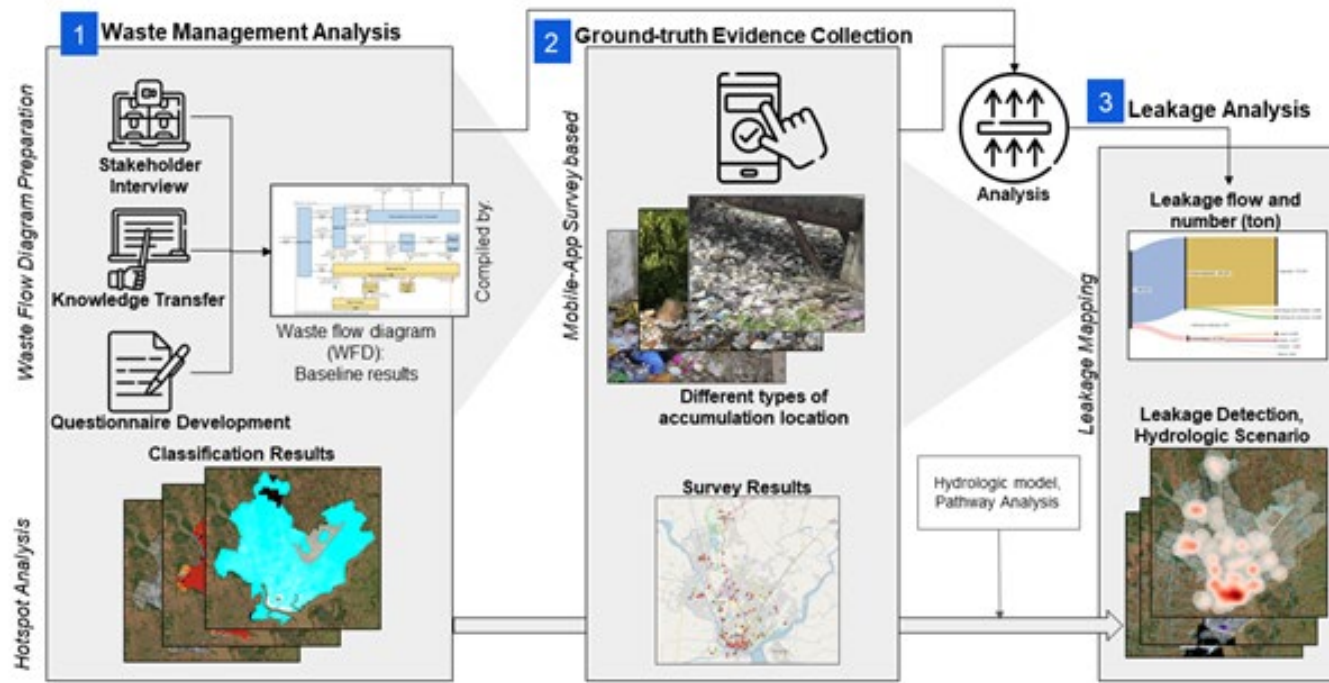 1 Waste Management Analysis
Waste Flow Diagram Preparation
Stakeholder
Interview
Knowledge Transfer
Questionnaire Development
Compiled by:
Waste flow diagram
(WFD):
Baseline results
Hotspot Analysis
Classification Results
2 Ground-truth Evidence Collection
Mobile-App Survey based
Different types of
accumulation location
Survey Results
Analysis
Hydrologic model,
Pathway Analysis
3 Leakage Analysis
Leakage Mapping
Leakage flow and
number (ton)
Leakage Detection,
Hydrologic Scenario